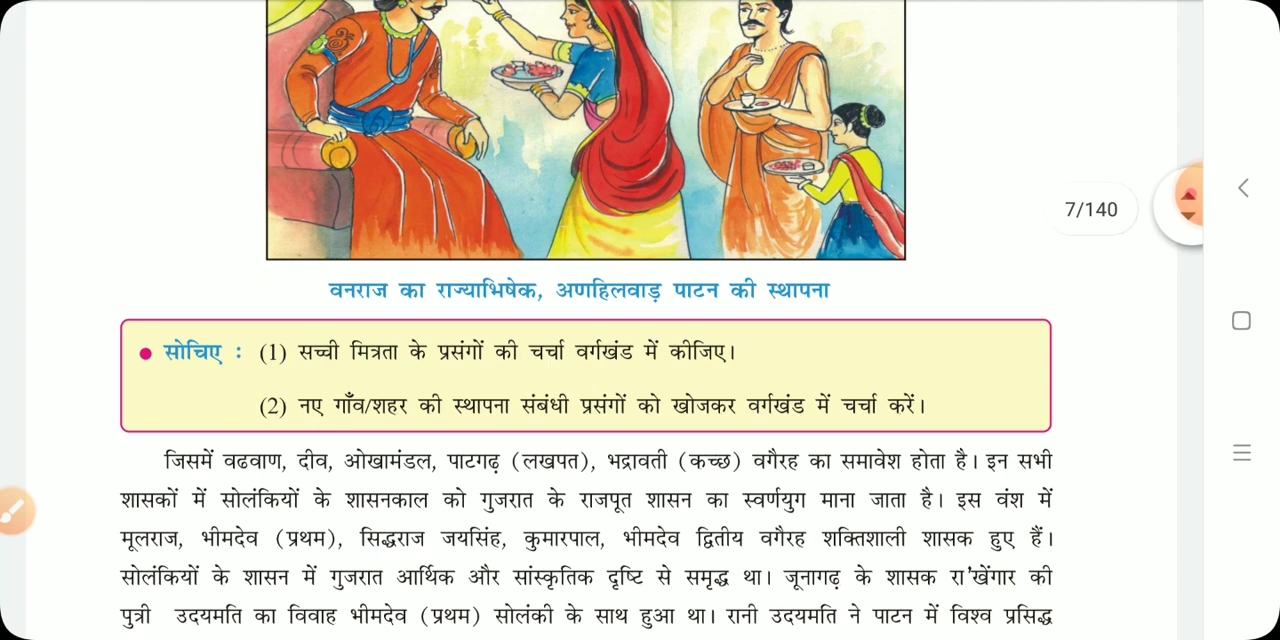 7/140
वनराज का राज्याभिषेक, अणहिलवाड़ पाटन की स्थापना
● सोचिए : (1) सच्ची मित्रता के प्रसंगों की चर्चा वर्गखंड में कीजिए।
(2) नए गाँव/शहर की स्थापना संबंधी प्रसंगों को खोजकर वर्गखंड में चर्चा करें।
जिसमें वढवाण, दीव, ओखामंडल, पाटगढ़ (लखपत), भद्रावती (कच्छ) वगैरह का समावेश होता है। इन सभी
शासकों में सोलंकियों के शासनकाल को गुजरात के राजपूत शासन का स्वर्णयुग माना जाता है। इस वंश में
मूलराज, भीमदेव (प्रथम), सिद्धराज जयसिंह, कुमारपाल, भीमदेव द्वितीय वगैरह शक्तिशाली शासक हुए हैं।
सोलंकियों के शासन में गुजरात आर्थिक और सांस्कृतिक दृष्टि से समृद्ध था। जूनागढ़ के शासक रा'खेंगार की
पुत्री उदयमति का विवाह भीमदेव (प्रथम) सोलंकी के साथ हुआ था। रानी उदयमति ने पाटन में विश्व प्रसिद्ध